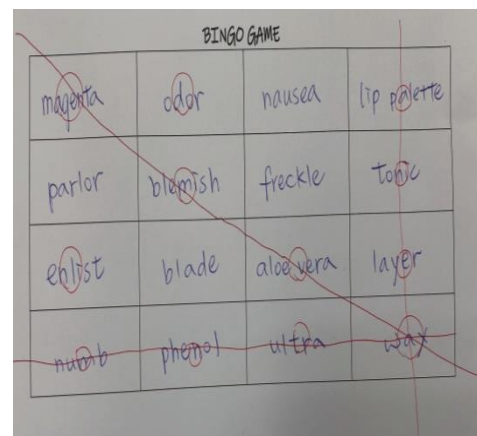 BINGO GAME
magenta odor nausea lip palette
parlor blemish freckle tonic
enlist blade aloe vera layer
numb phenol ultra wax